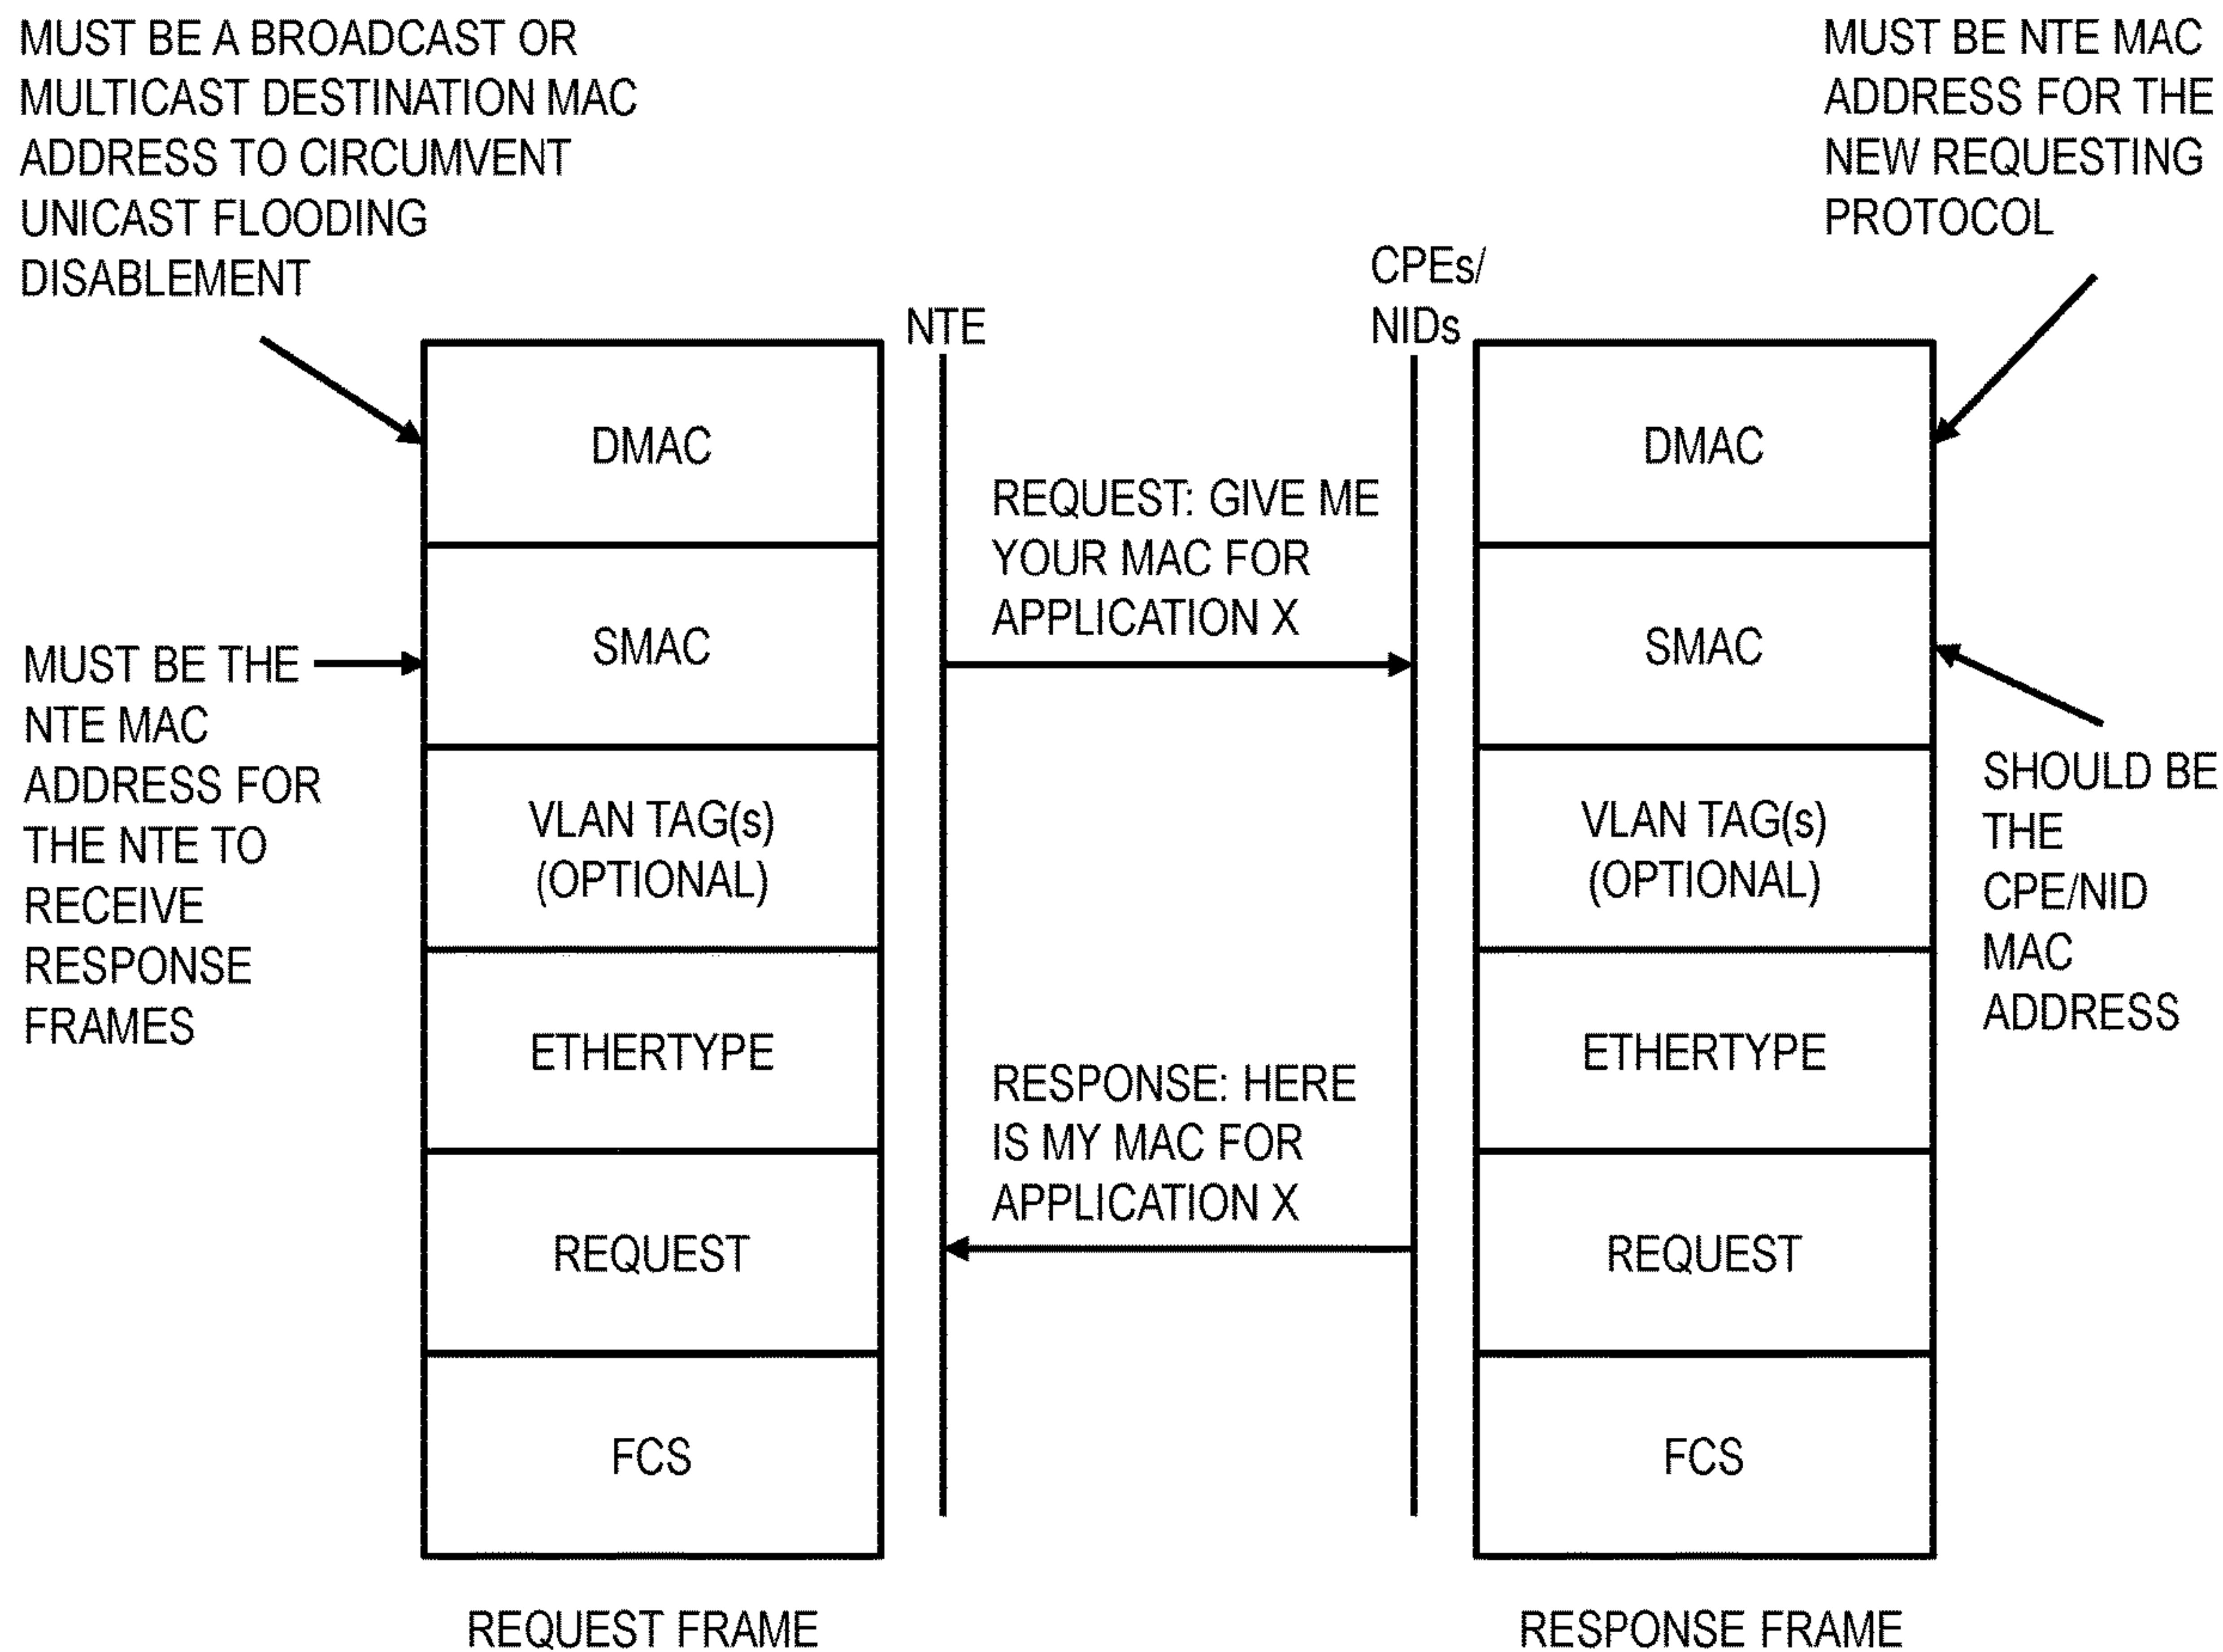 MUST BE A BROADCAST OR
MULTICAST DESTINATION MAC
ADDRESS TO CIRCUMVENT
UNICAST FLOODING
DISABLEMENT
MUST BE THE
NTE MAC
ADDRESS FOR
THE NTE TO
RECEIVE
RESPONSE
FRAMES
DMAC
SMAC
VLAN TAG(s)
(OPTIONAL)
ETHERTYPE
REQUEST
FCS
REQUEST FRAME
NTE
CPEs/
NIDs
REQUEST: GIVE ME
YOUR MAC FOR
APPLICATION X
RESPONSE: HERE
IS MY MAC FOR
APPLICATION X
DMAC
SMAC
VLAN TAG(s)
(OPTIONAL)
ETHERTYPE
REQUEST
FCS
RESPONSE FRAME
MUST BE NTE MAC
ADDRESS FOR THE
NEW REQUESTING
PROTOCOL
SHOULD BE
THE
CPE/NID
MAC
ADDRESS